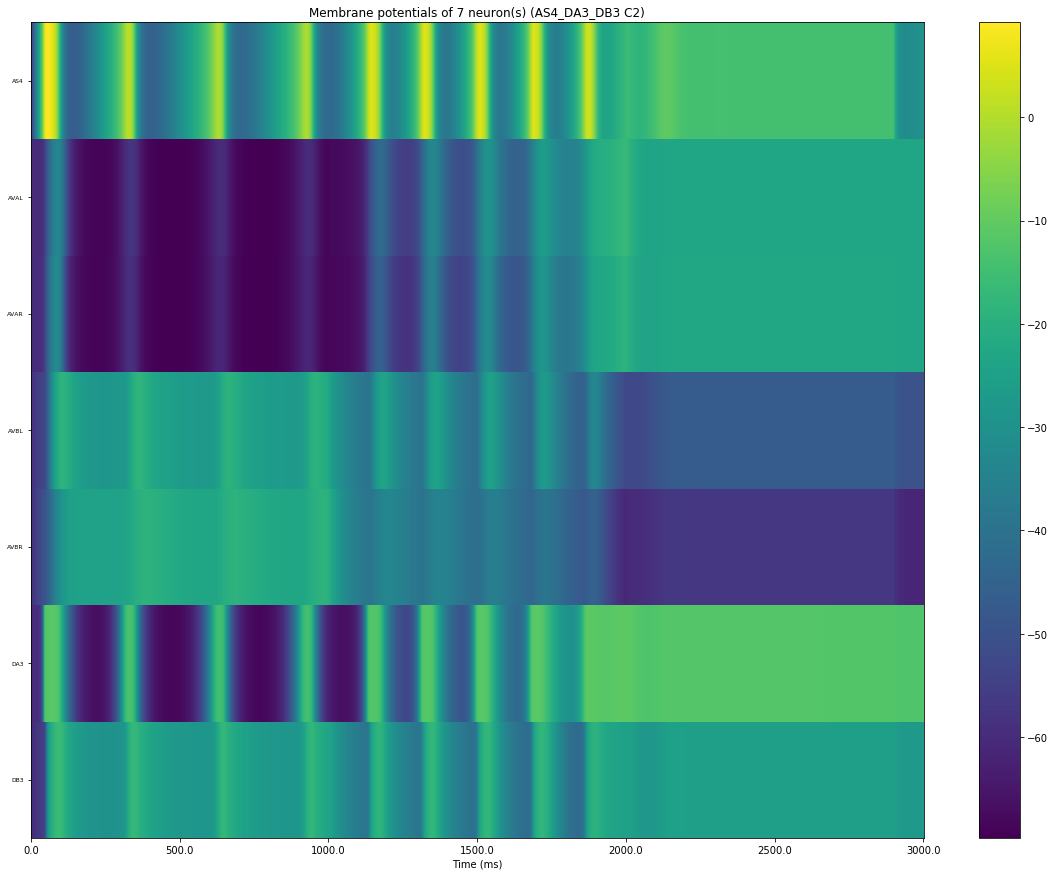 Membrane potentials of 7 neuron(s) (AS4_DA3_DB3 C2)
AS4
AVAL
AVAR
AVBL
AVBR
DA3
DB3
0.0 500.0 1000.0 1500.0 2000.0 2500.0 3000.0
Time (ms)
0
−10
−20
−30
−40
−50
−60